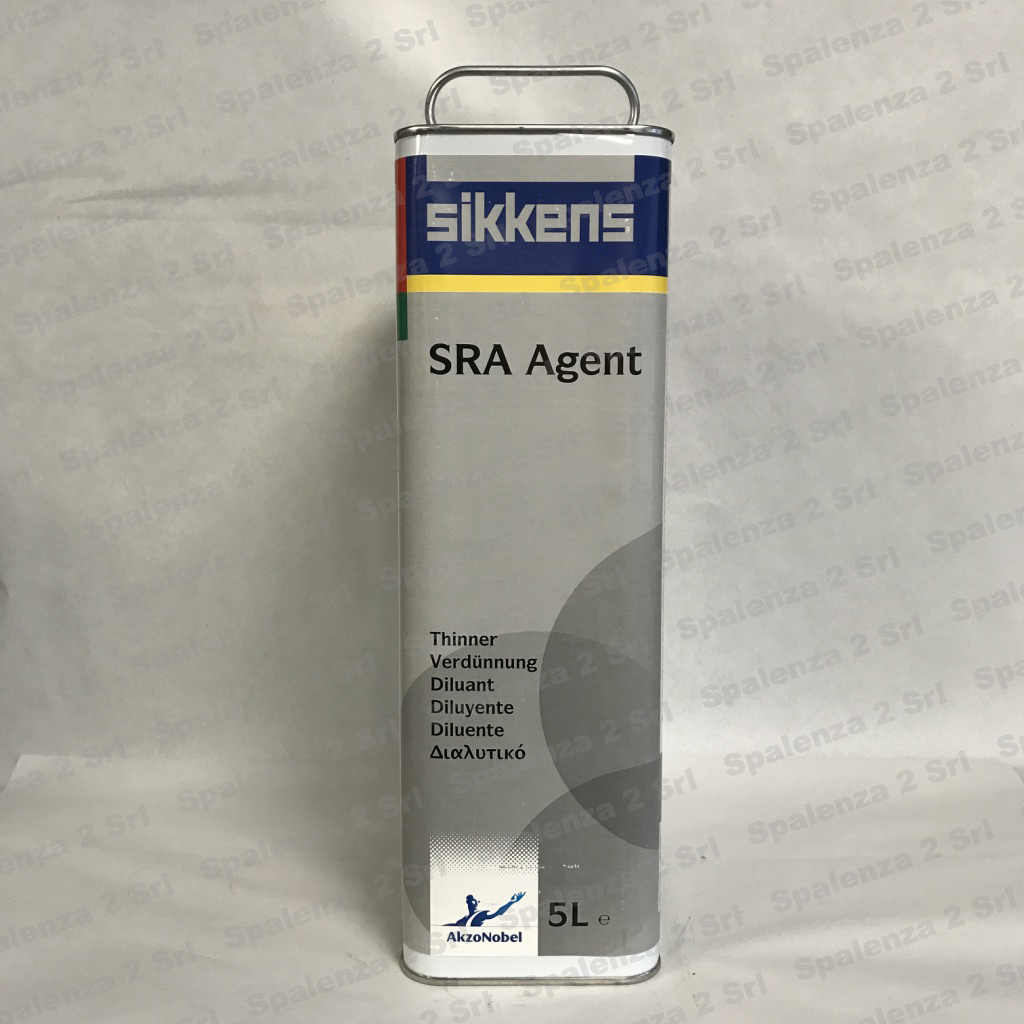 sikkens
SRA Agent
Thinner
Verdünnung
Diluant
Diluyente
Diluente
Διαλυτικό
AkzoNobel
5L ℮
Spalenza 2 Srl